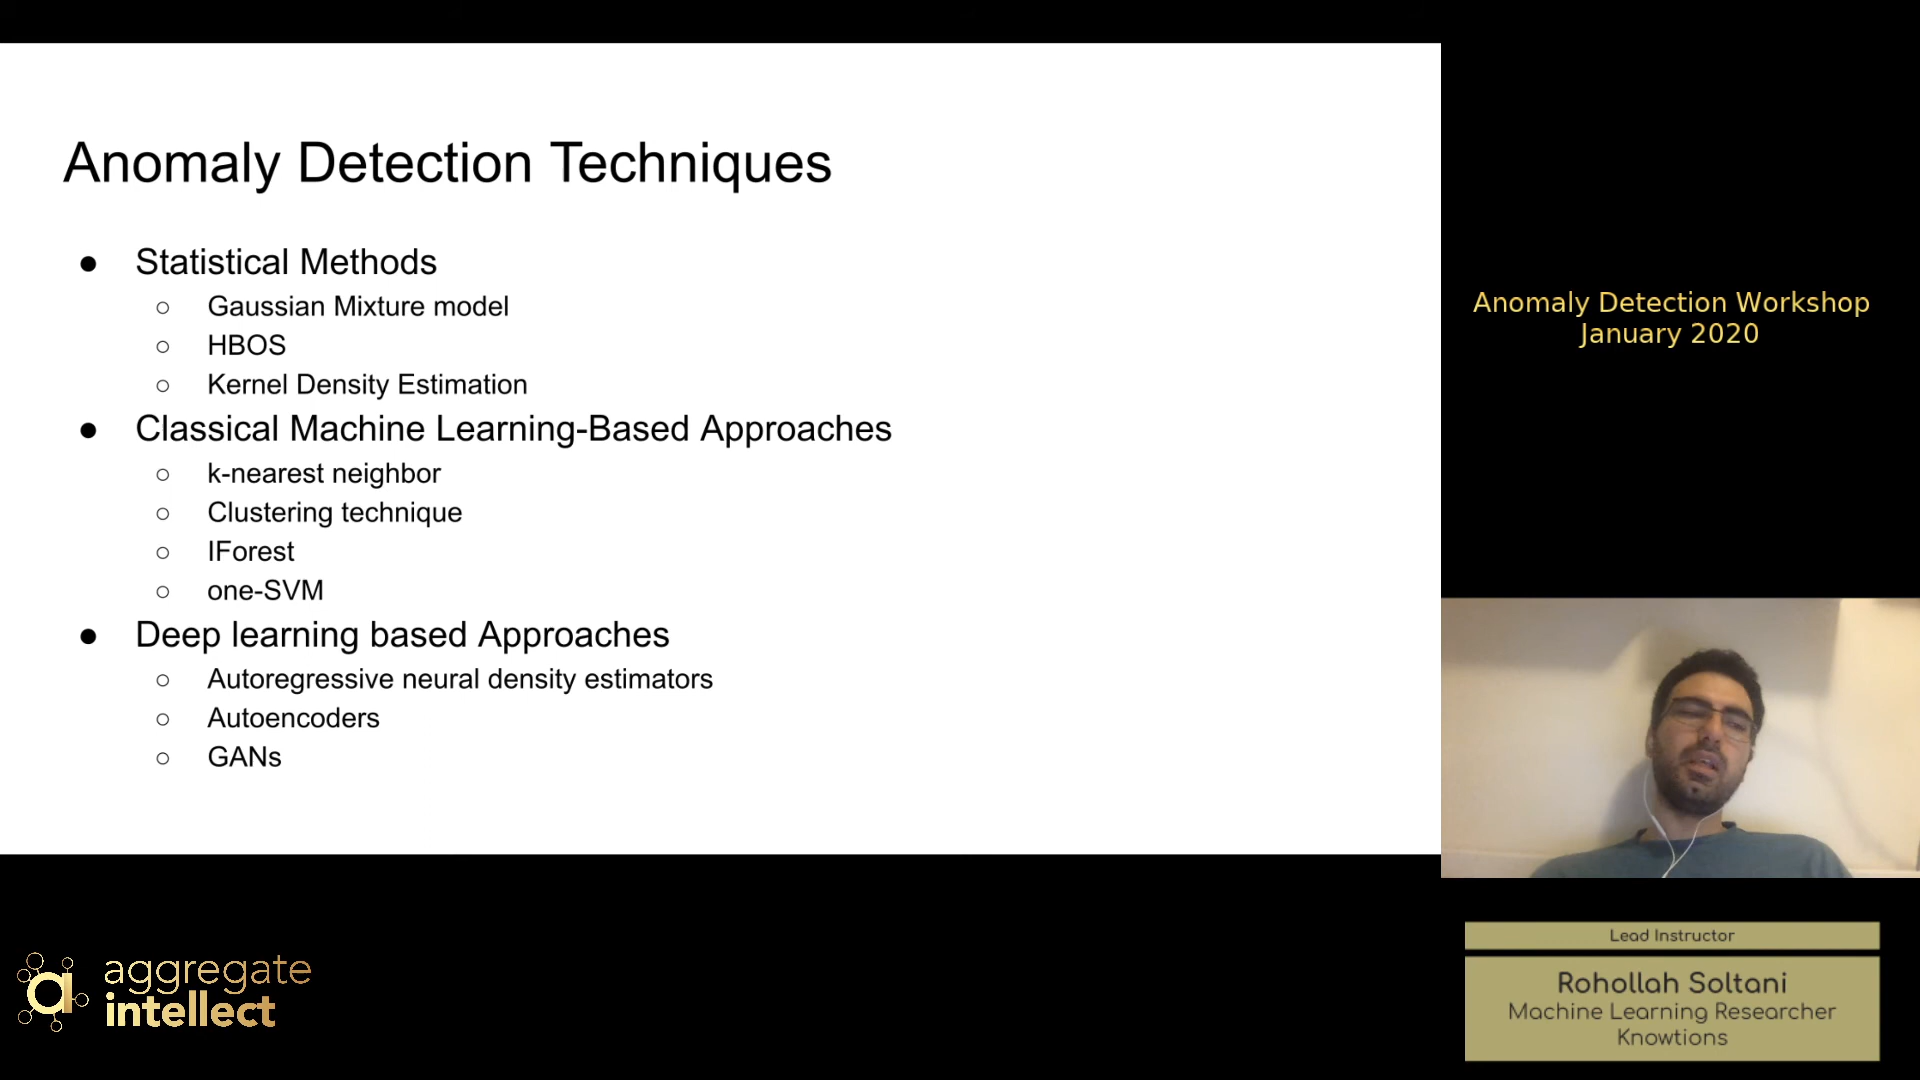 Anomaly Detection Techniques
● Statistical Methods
○ Gaussian Mixture model
○ HBOS
○ Kernel Density Estimation
● Classical Machine Learning-Based Approaches
○ k-nearest neighbor
○ Clustering technique
○ IForest
○ one-SVM
● Deep learning based Approaches
○ Autoregressive neural density estimators
○ Autoencoders
○ GANs
Anomaly Detection Workshop
January 2020
aggregate
intellect
Lead Instructor
Rohollah Soltani
Machine Learning Researcher
Knowtions